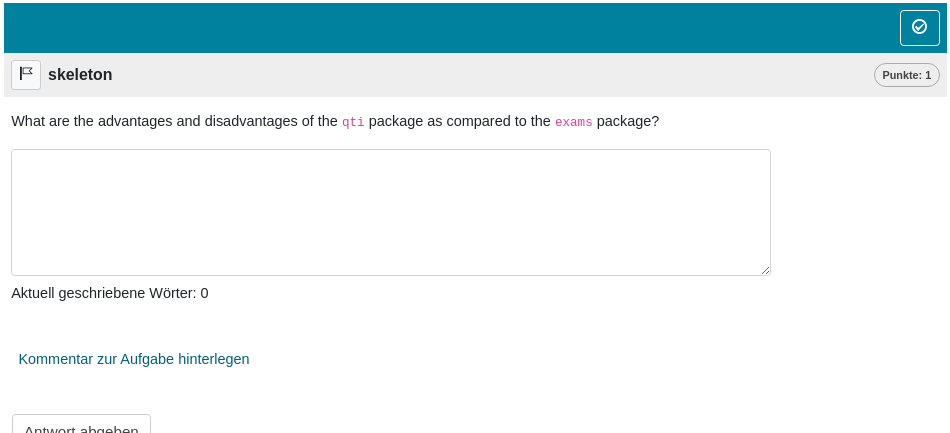 skeleton
Punkte: 1
What are the advantages and disadvantages of the qti package as compared to the exams package?
Aktuell geschriebene Wörter: 0
Kommentar zur Aufgabe hinterlegen
Antwort abgeben